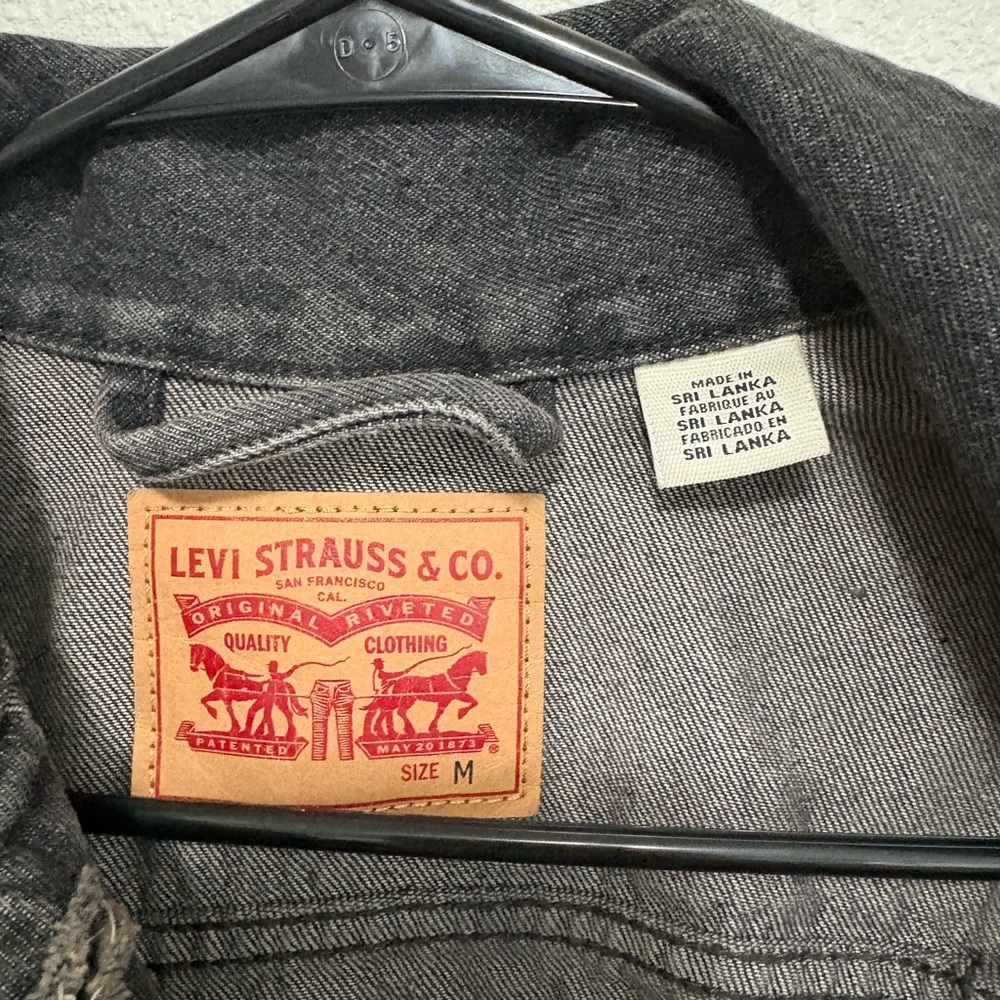 D 5
MADE IN
SRI LANKA
FABRIQUE AU
SRI LANKA
FABRICADO EN
SRI LANKA
LEVI STRAUSS & CO.
SAN FRANCISCO
CAL.
ORIGINAL RIVETED
QUALITY CLOTHING
PATENTED MAY 20 1873 ®
SIZE M